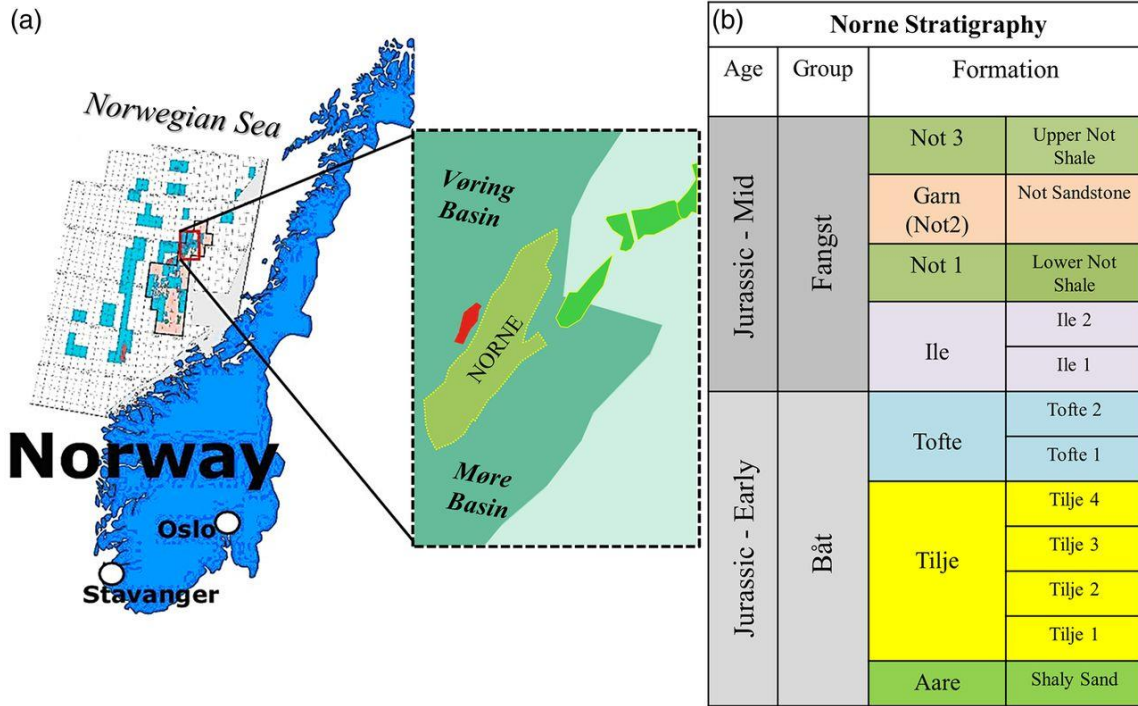 (a)
Norwegian Sea
Vøring
Basin
NORNE
Møre
Basin
Norway
Oslo
Stavanger
(b)
Norne Stratigraphy
Age
Group
Formation
Jurassic - Mid
Fangst
Not 3
Upper Not
Shale
Garn
(Not2)
Not Sandstone
Not 1
Lower Not
Shale
Ile
Ile 2
Ile 1
Jurassic - Early
Båt
Tofte
Tofte 2
Tofte 1
Tilje
Tilje 4
Tilje 3
Tilje 2
Tilje 1
Aare
Shaly Sand